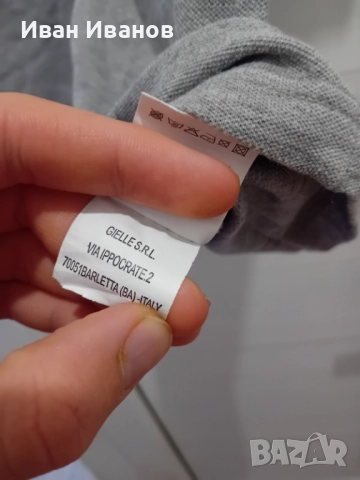 Иван Иванов
GIELLE S.R.L.
VIA IPPOCRATE.2
70051BARLETTA (BA) -ITALY
BAZAR